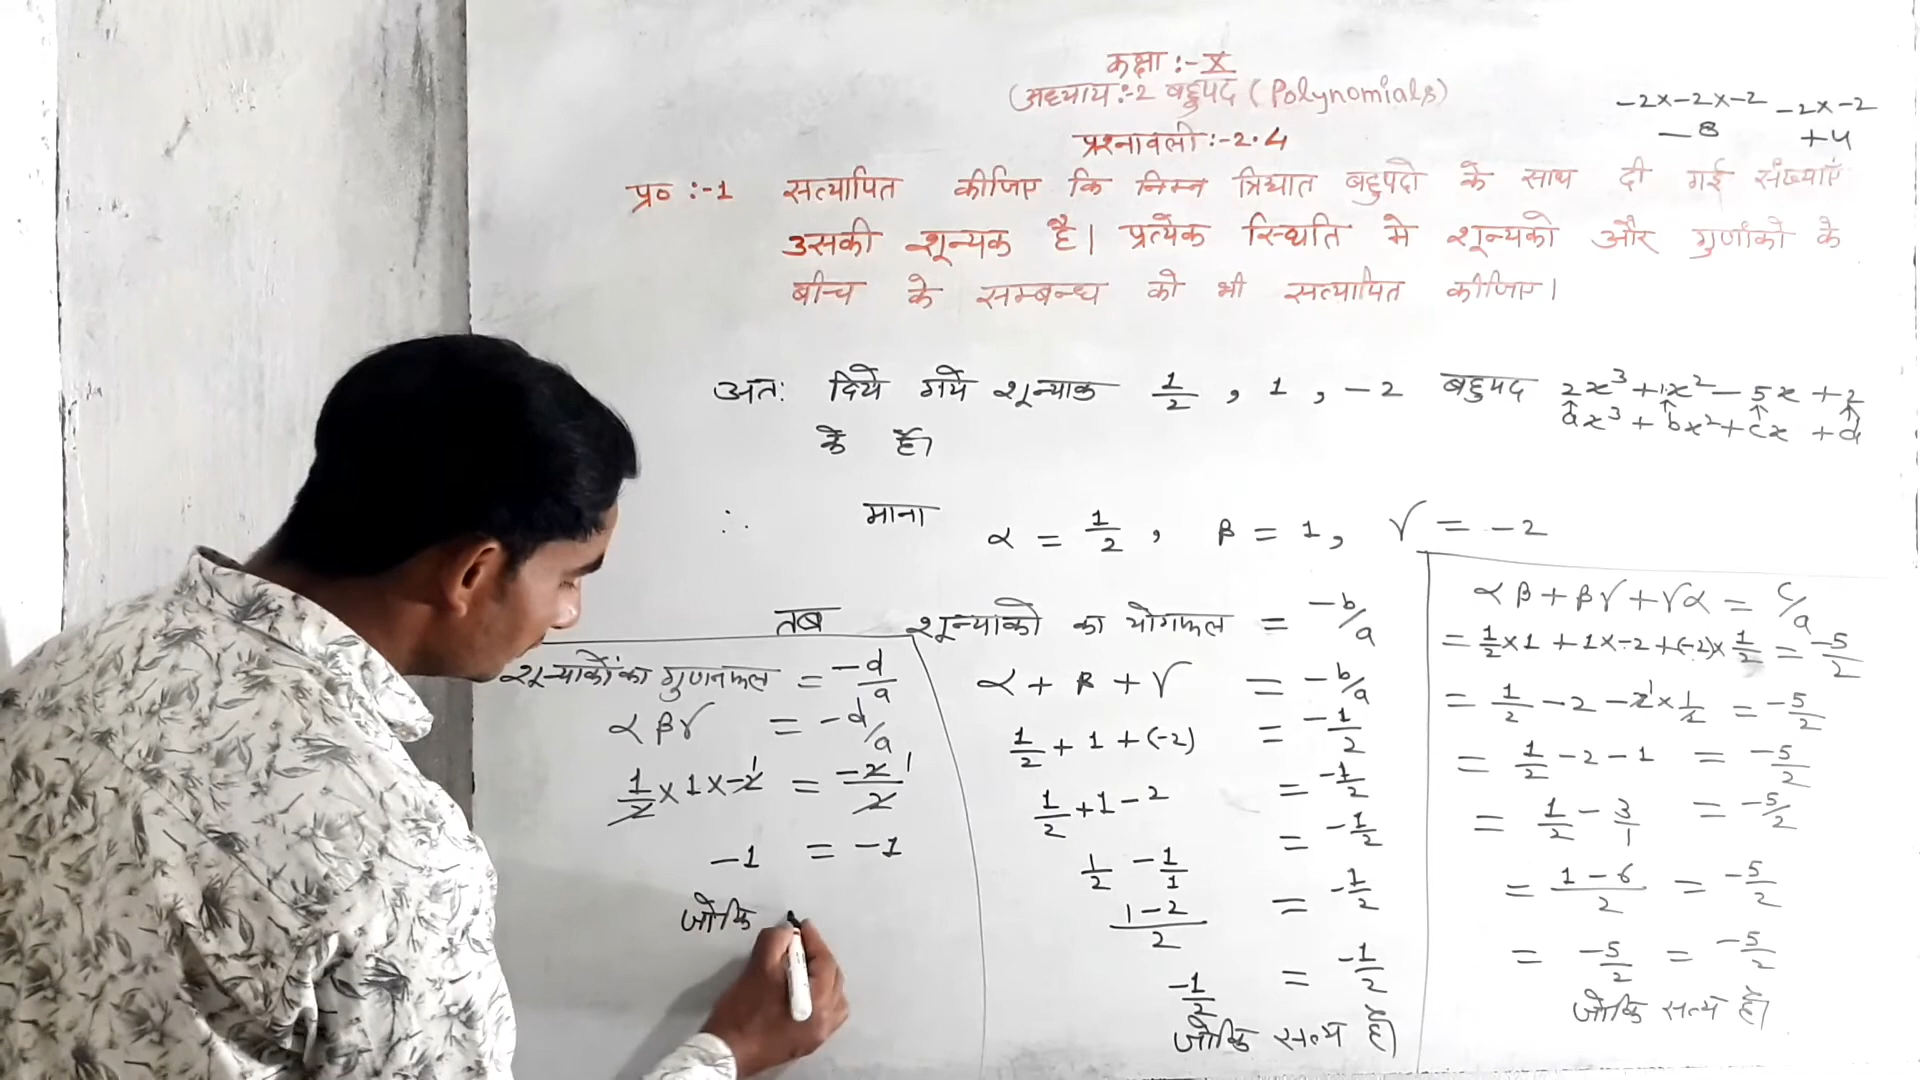 कक्षा :- X
अध्याय :- 2 बहुपद (Polynomials)
प्रश्नावली :- 2.4
-2x-2x-2
-8
-2x-2
+4
प्र० :- 1 सत्यापित कीजिए कि निम्न त्रिघात बहुपदो के साथ दी गई संख्याएँ
उसकी शून्यक है। प्रत्येक स्थिति मे शून्यको और गुणांको के
बीच के सम्बन्ध को भी सत्यापित कीजिए।
अतः दिये गये शून्याक 1/2 , 1 , -2 बहुपद 2x³+1x²-5x+2
ax³+bx²+cx+d
के हैं।
∴ माना α = 1/2 , β = 1, γ = -2
तब शून्याको का योगफल = -b/a
α + β + γ = -b/a
1/2 + 1 + (-2) = -1/2
1/2 + 1 - 2 = -1/2
1/2 - 1/1 = -1/2
(1-2)/2 = -1/2
-1/2 = -1/2
जोकि सत्य है।
शून्याकों का गुणनफल = -d/a
αβγ = -d/a
1/2 x 1 x -2 1 = -2/2 1
-1 = -1
जोकि
αβ+βγ+γα = c/a
= 1/2 x 1 + 1 x -2 + (-2) x 1/2 = -5/2
= 1/2 - 2 - 2 1 x 1/2 = -5/2
= 1/2 - 2 - 1 = -5/2
= 1/2 - 3/1 = -5/2
= (1-6)/2 = -5/2
= -5/2 = -5/2
जोकि सत्य है।